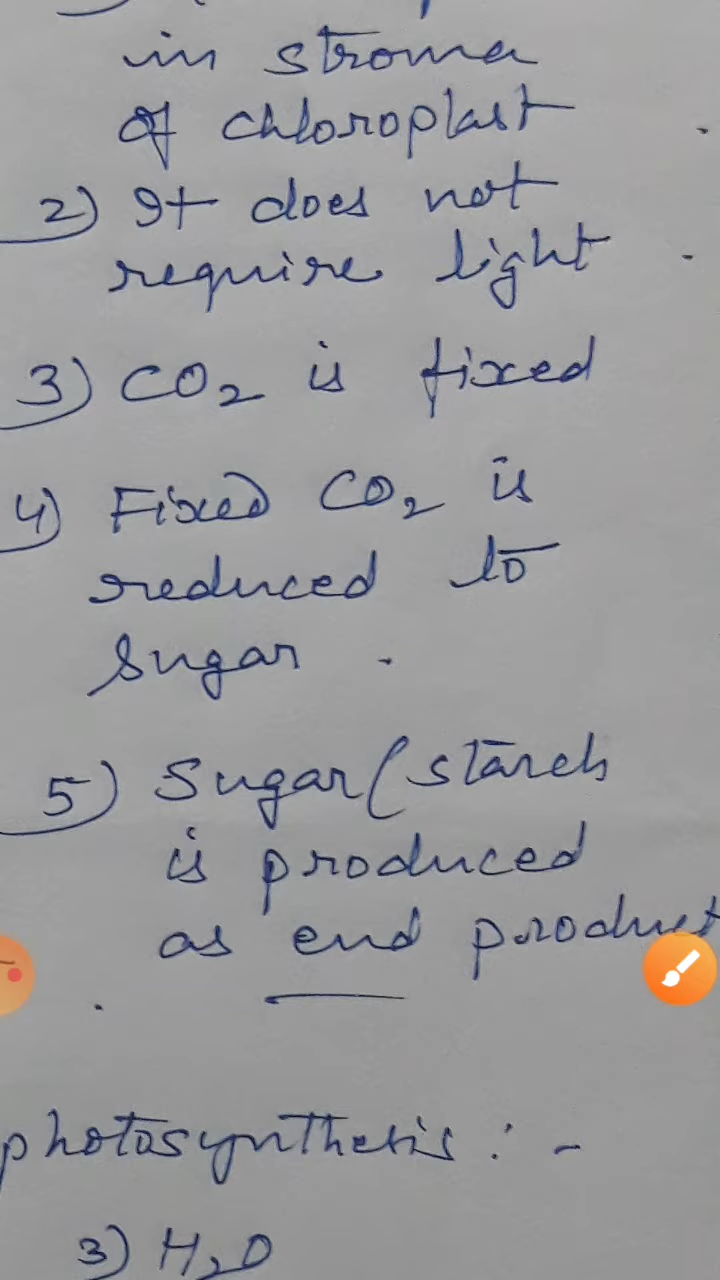 in stroma
of chloroplast
2) It does not
require light
3) CO2 is fixed
4) Fixed CO2 is
reduced to
sugar.
5) Sugar(starch
is produced
as end product
photosynthesis :-
3) H2O